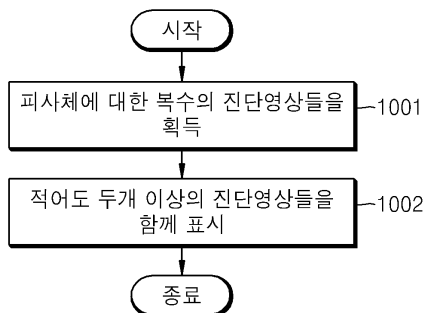 시작
피사체에 대한 복수의 진단영상들을
획득
1001
적어도 두개 이상의 진단영상들을
함께 표시
1002
종료